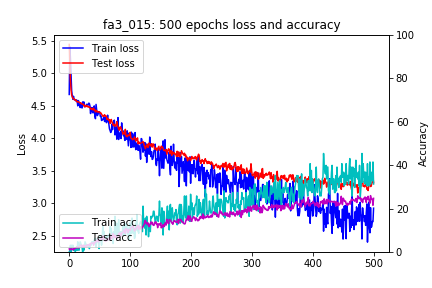 fa3_015: 500 epochs loss and accuracy
Train loss
Test loss
Train acc
Test acc
Loss
5.5
5.0
4.5
4.0
3.5
3.0
2.5
Accuracy
100
80
60
40
20
0
0
100
200
300
400
500